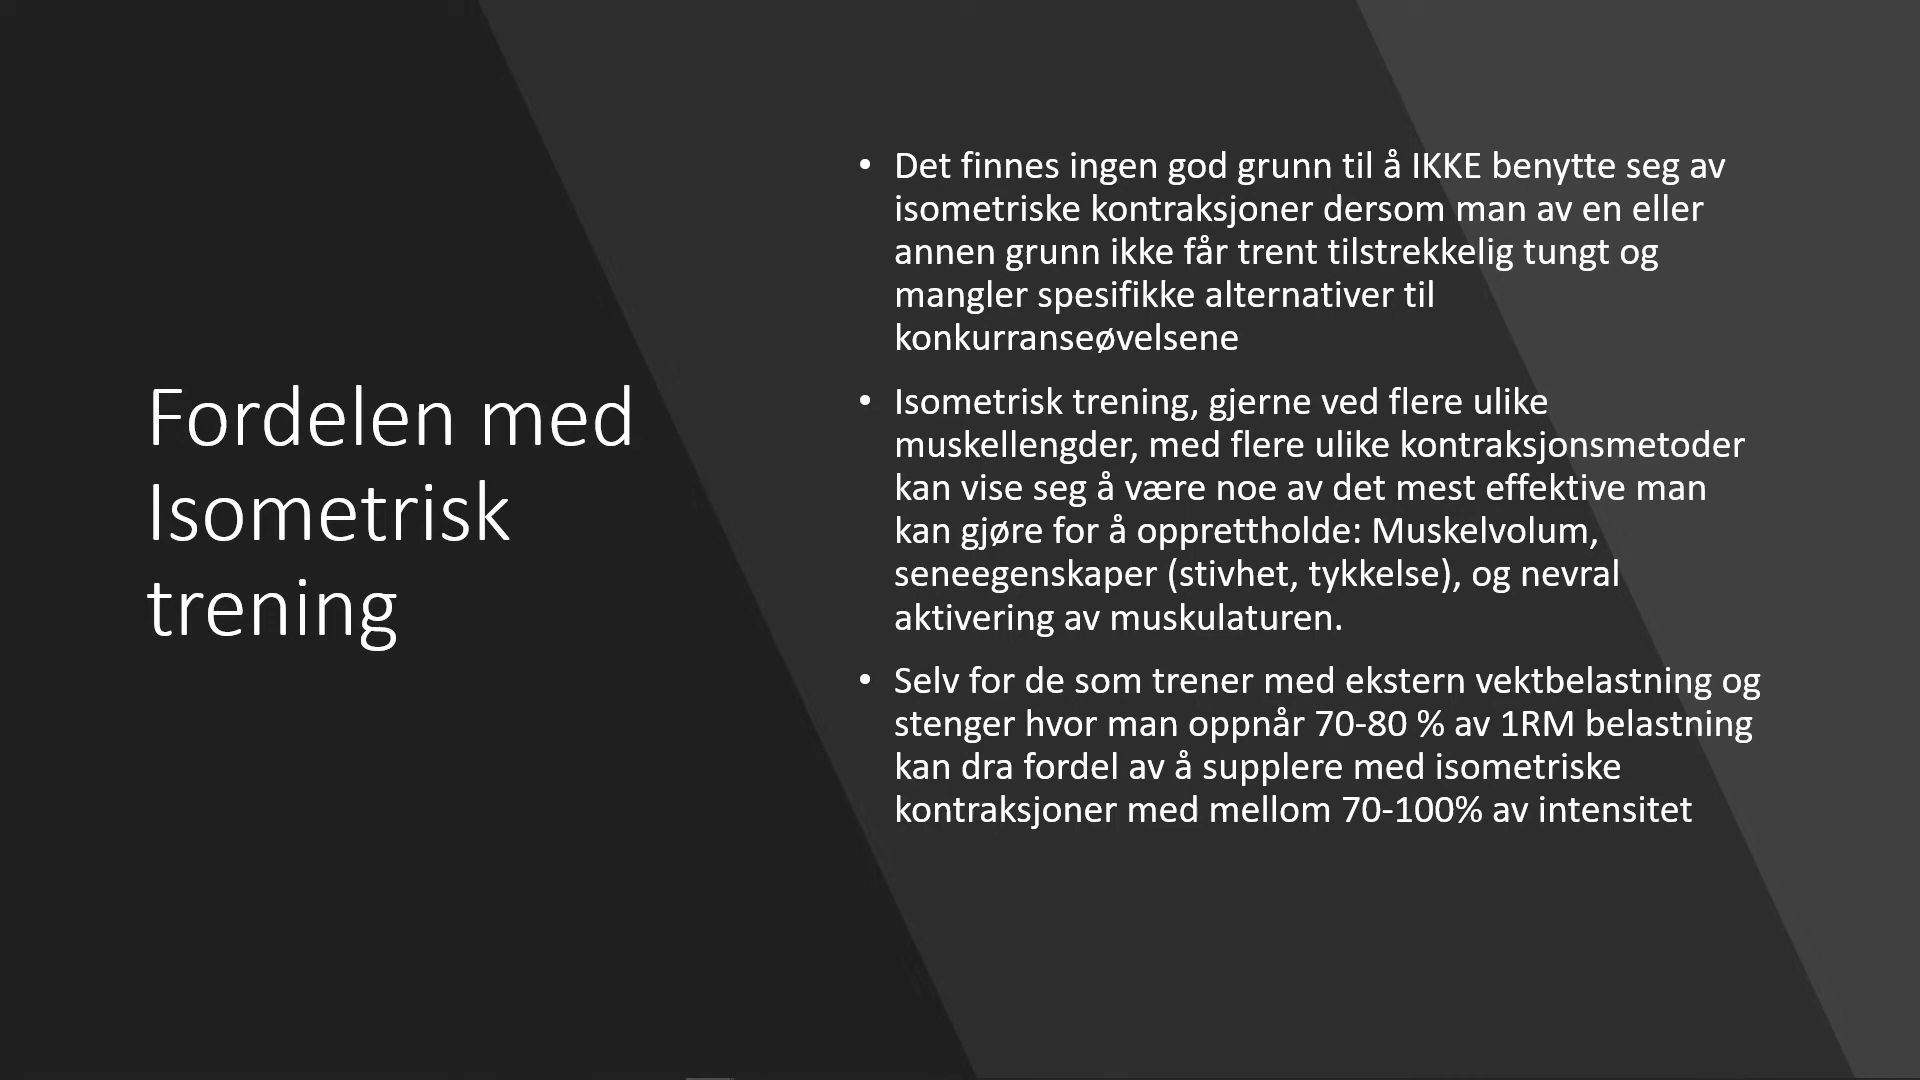 Fordelen med
Isometrisk
trening
• Det finnes ingen god grunn til å IKKE benytte seg av
isometriske kontraksjoner dersom man av en eller
annen grunn ikke får trent tilstrekkelig tungt og
mangler spesifikke alternativer til
konkurranseøvelsene
• Isometrisk trening, gjerne ved flere ulike
muskellengder, med flere ulike kontraksjonsmetoder
kan vise seg å være noe av det mest effektive man
kan gjøre for å opprettholde: Muskelvolum,
seneegenskaper (stivhet, tykkelse), og nevral
aktivering av muskulaturen.
• Selv for de som trener med ekstern vektbelastning og
stenger hvor man oppnår 70-80 % av 1RM belastning
kan dra fordel av å supplere med isometriske
kontraksjoner med mellom 70-100% av intensitet